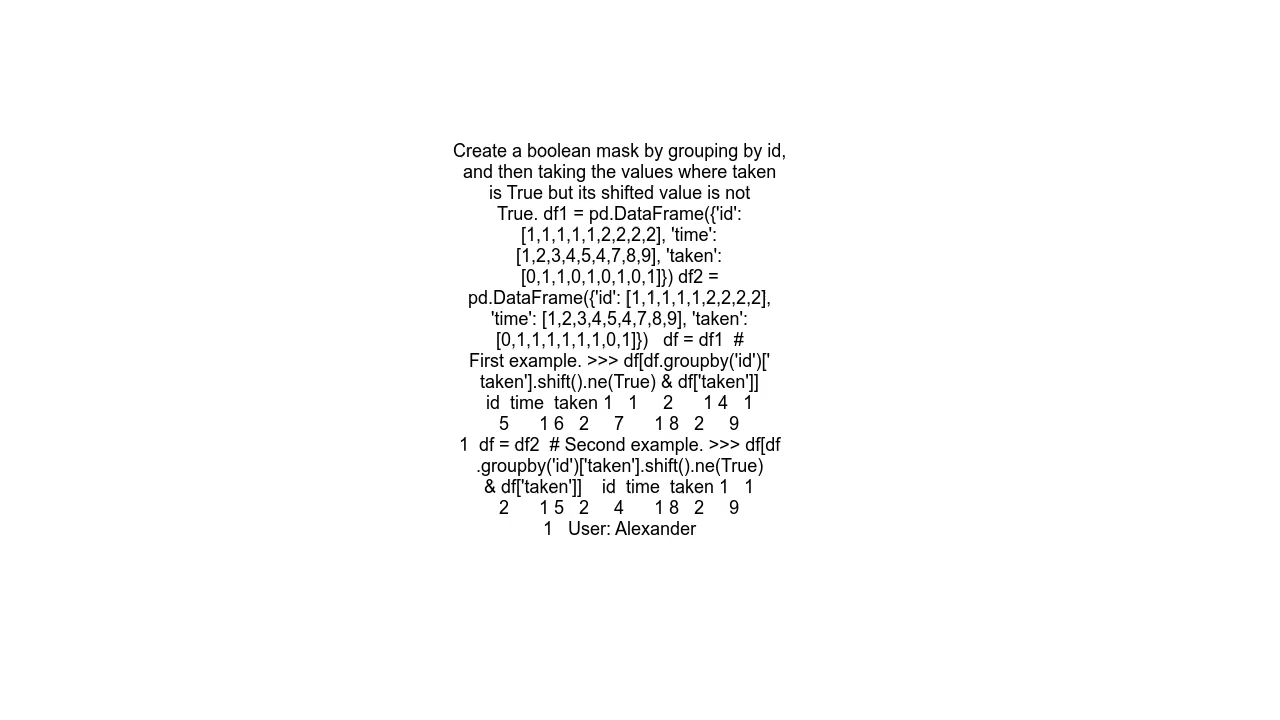 Create a boolean mask by grouping by id,
and then taking the values where taken
is True but its shifted value is not
True. df1 = pd.DataFrame({'id':
[1,1,1,1,1,2,2,2,2], 'time':
[1,2,3,4,5,4,7,8,9], 'taken':
[0,1,1,0,1,0,1,0,1]}) df2 =
pd.DataFrame({'id': [1,1,1,1,1,2,2,2,2],
'time': [1,2,3,4,5,4,7,8,9], 'taken':
[0,1,1,1,1,1,1,0,1]})   df = df1  #
First example. >>> df[df.groupby('id')['
taken'].shift().ne(True) & df['taken']]
id  time  taken 1   1     2      1 4   1
5      1 6   2     7      1 8   2     9
1  df = df2  # Second example. >>> df[df
.groupby('id')['taken'].shift().ne(True)
& df['taken']]    id  time  taken 1   1
2      1 5   2     4      1 8   2     9
1   User: Alexander